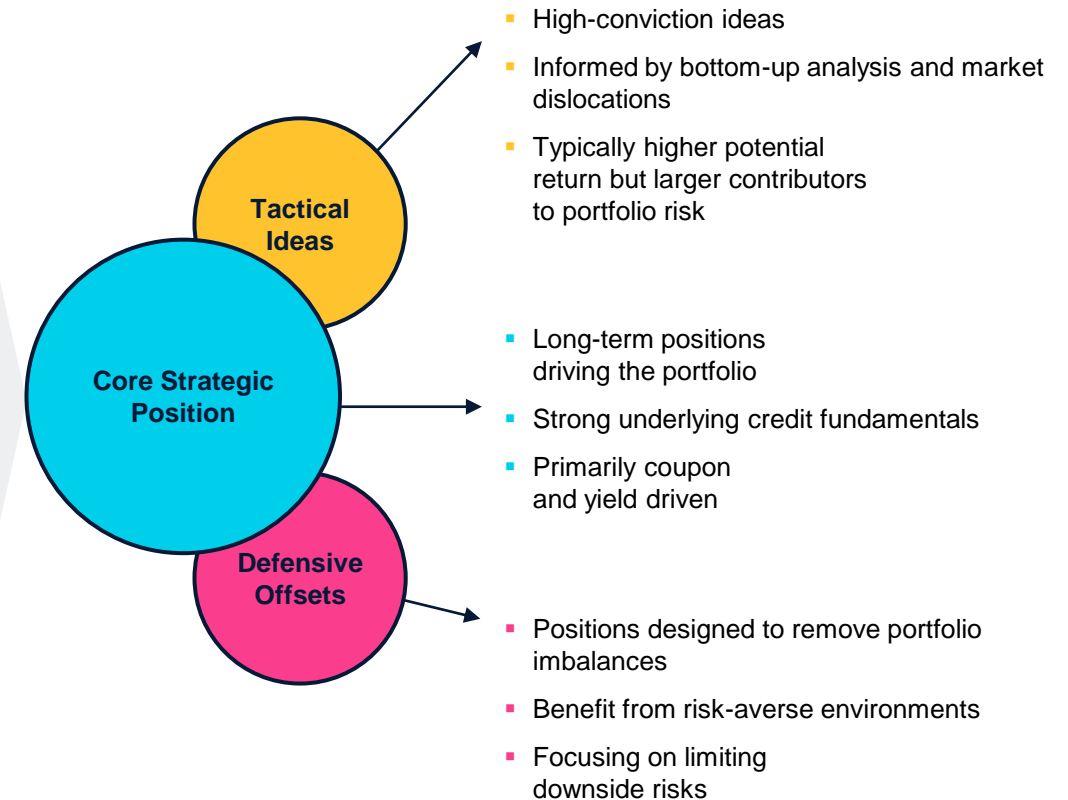 High-conviction ideas
Informed by bottom-up analysis and market
dislocations
Typically higher potential
return but larger contributors
to portfolio risk
Tactical
Ideas
Core Strategic
Position
Long-term positions
driving the portfolio
Strong underlying credit fundamentals
Primarily coupon
and yield driven
Defensive
Offsets
Positions designed to remove portfolio
imbalances
Benefit from risk-averse environments
Focusing on limiting
downside risks